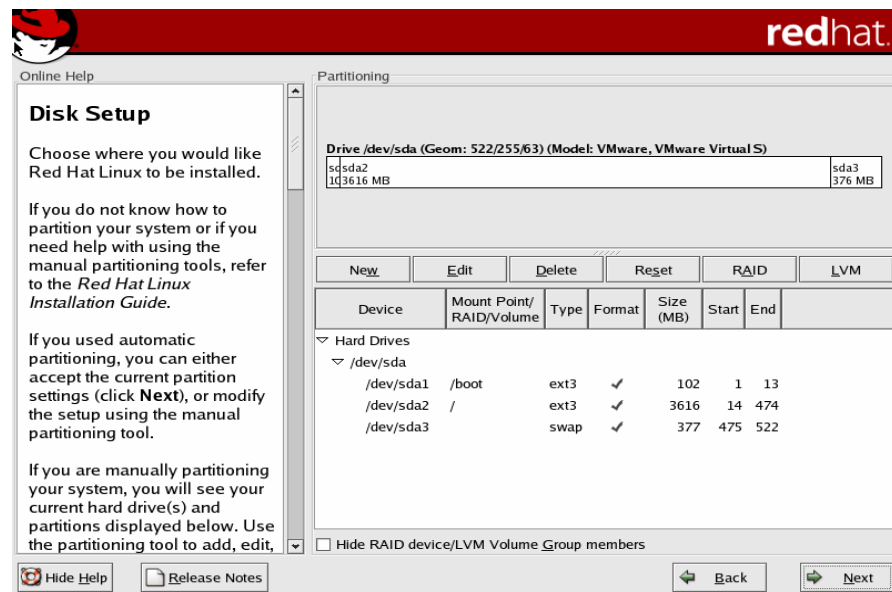 redhat.
Online Help
Disk Setup
Choose where you would like
Red Hat Linux to be installed.
If you do not know how to
partition your system or if you
need help with using the
manual partitioning tools, refer
to the Red Hat Linux
Installation Guide.
If you used automatic
partitioning, you can either
accept the current partition
settings (click Next), or modify
the setup using the manual
partitioning tool.
If you are manually partitioning
your system, you will see your
current hard drive(s) and
partitions displayed below. Use
the partitioning tool to add, edit,
Partitioning
Drive /dev/sda (Geom: 522/255/63) (Model: VMware, VMware Virtual S)
sda2 sda3
3616 MB 376 MB
New Edit Delete Reset RAID LVM
Device Mount Point/ RAID/Volume Type Format Size (MB) Start End
Hard Drives
/dev/sda
/dev/sda1 /boot ext3 102 1 13
/dev/sda2 / ext3 3616 14 474
/dev/sda3 swap 377 475 522
Hide RAID device/LVM Volume Group members
Hide Help Release Notes Back Next